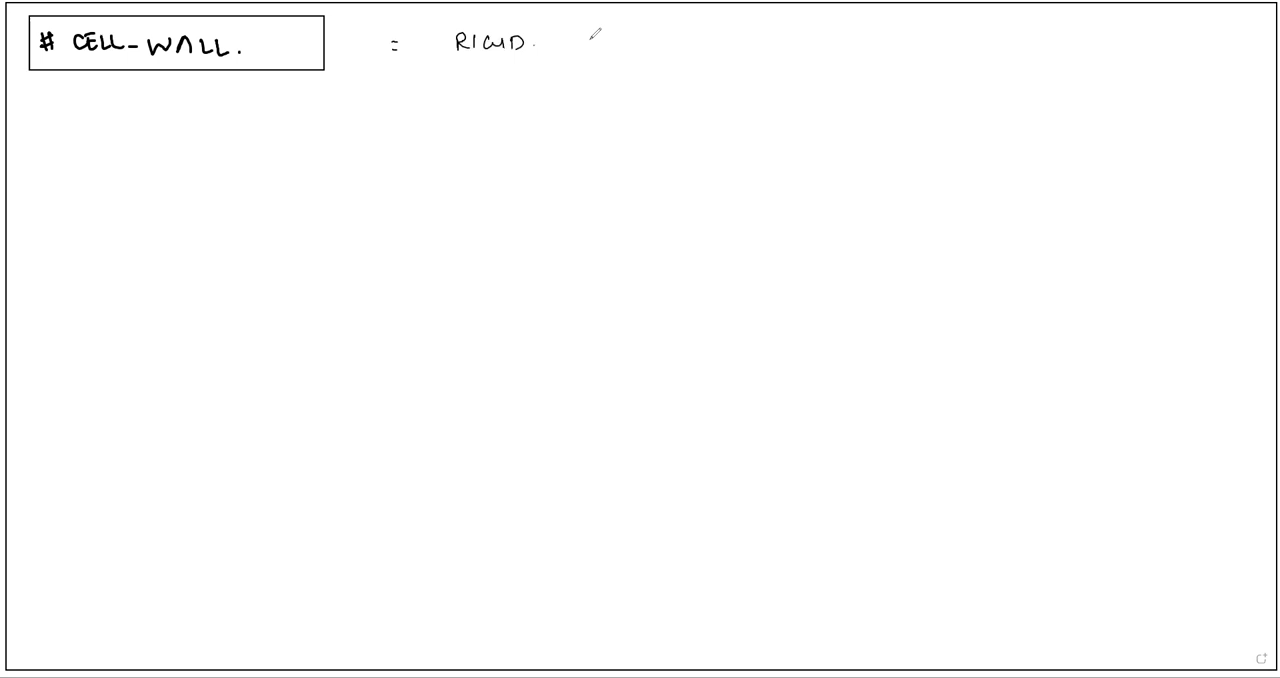 # CELL-WALL. = RIGID.